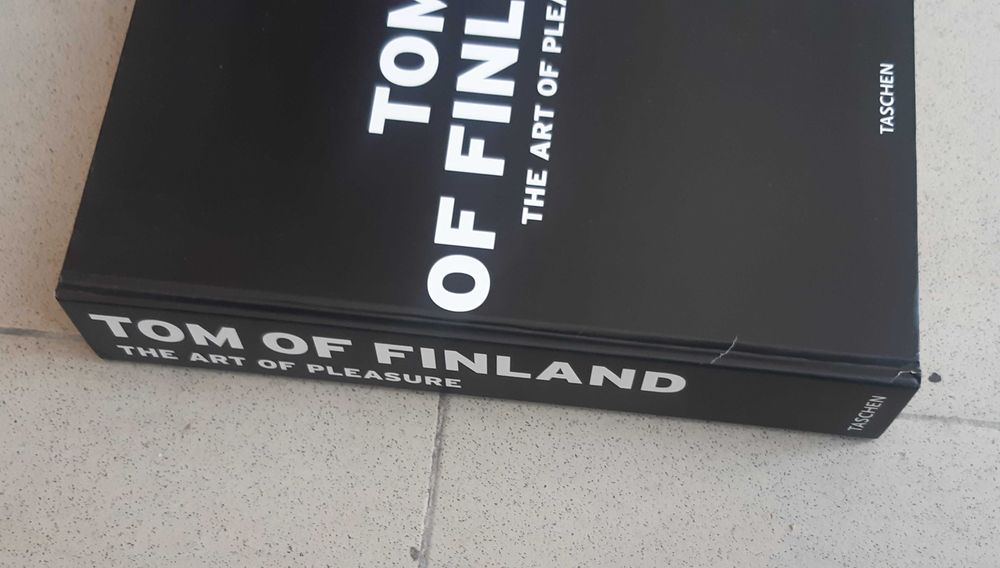 TOM
OF FINL
THE ART OF PLEA
TASCHEN
TOM OF FINLAND
THE ART OF PLEASURE
TASCHEN